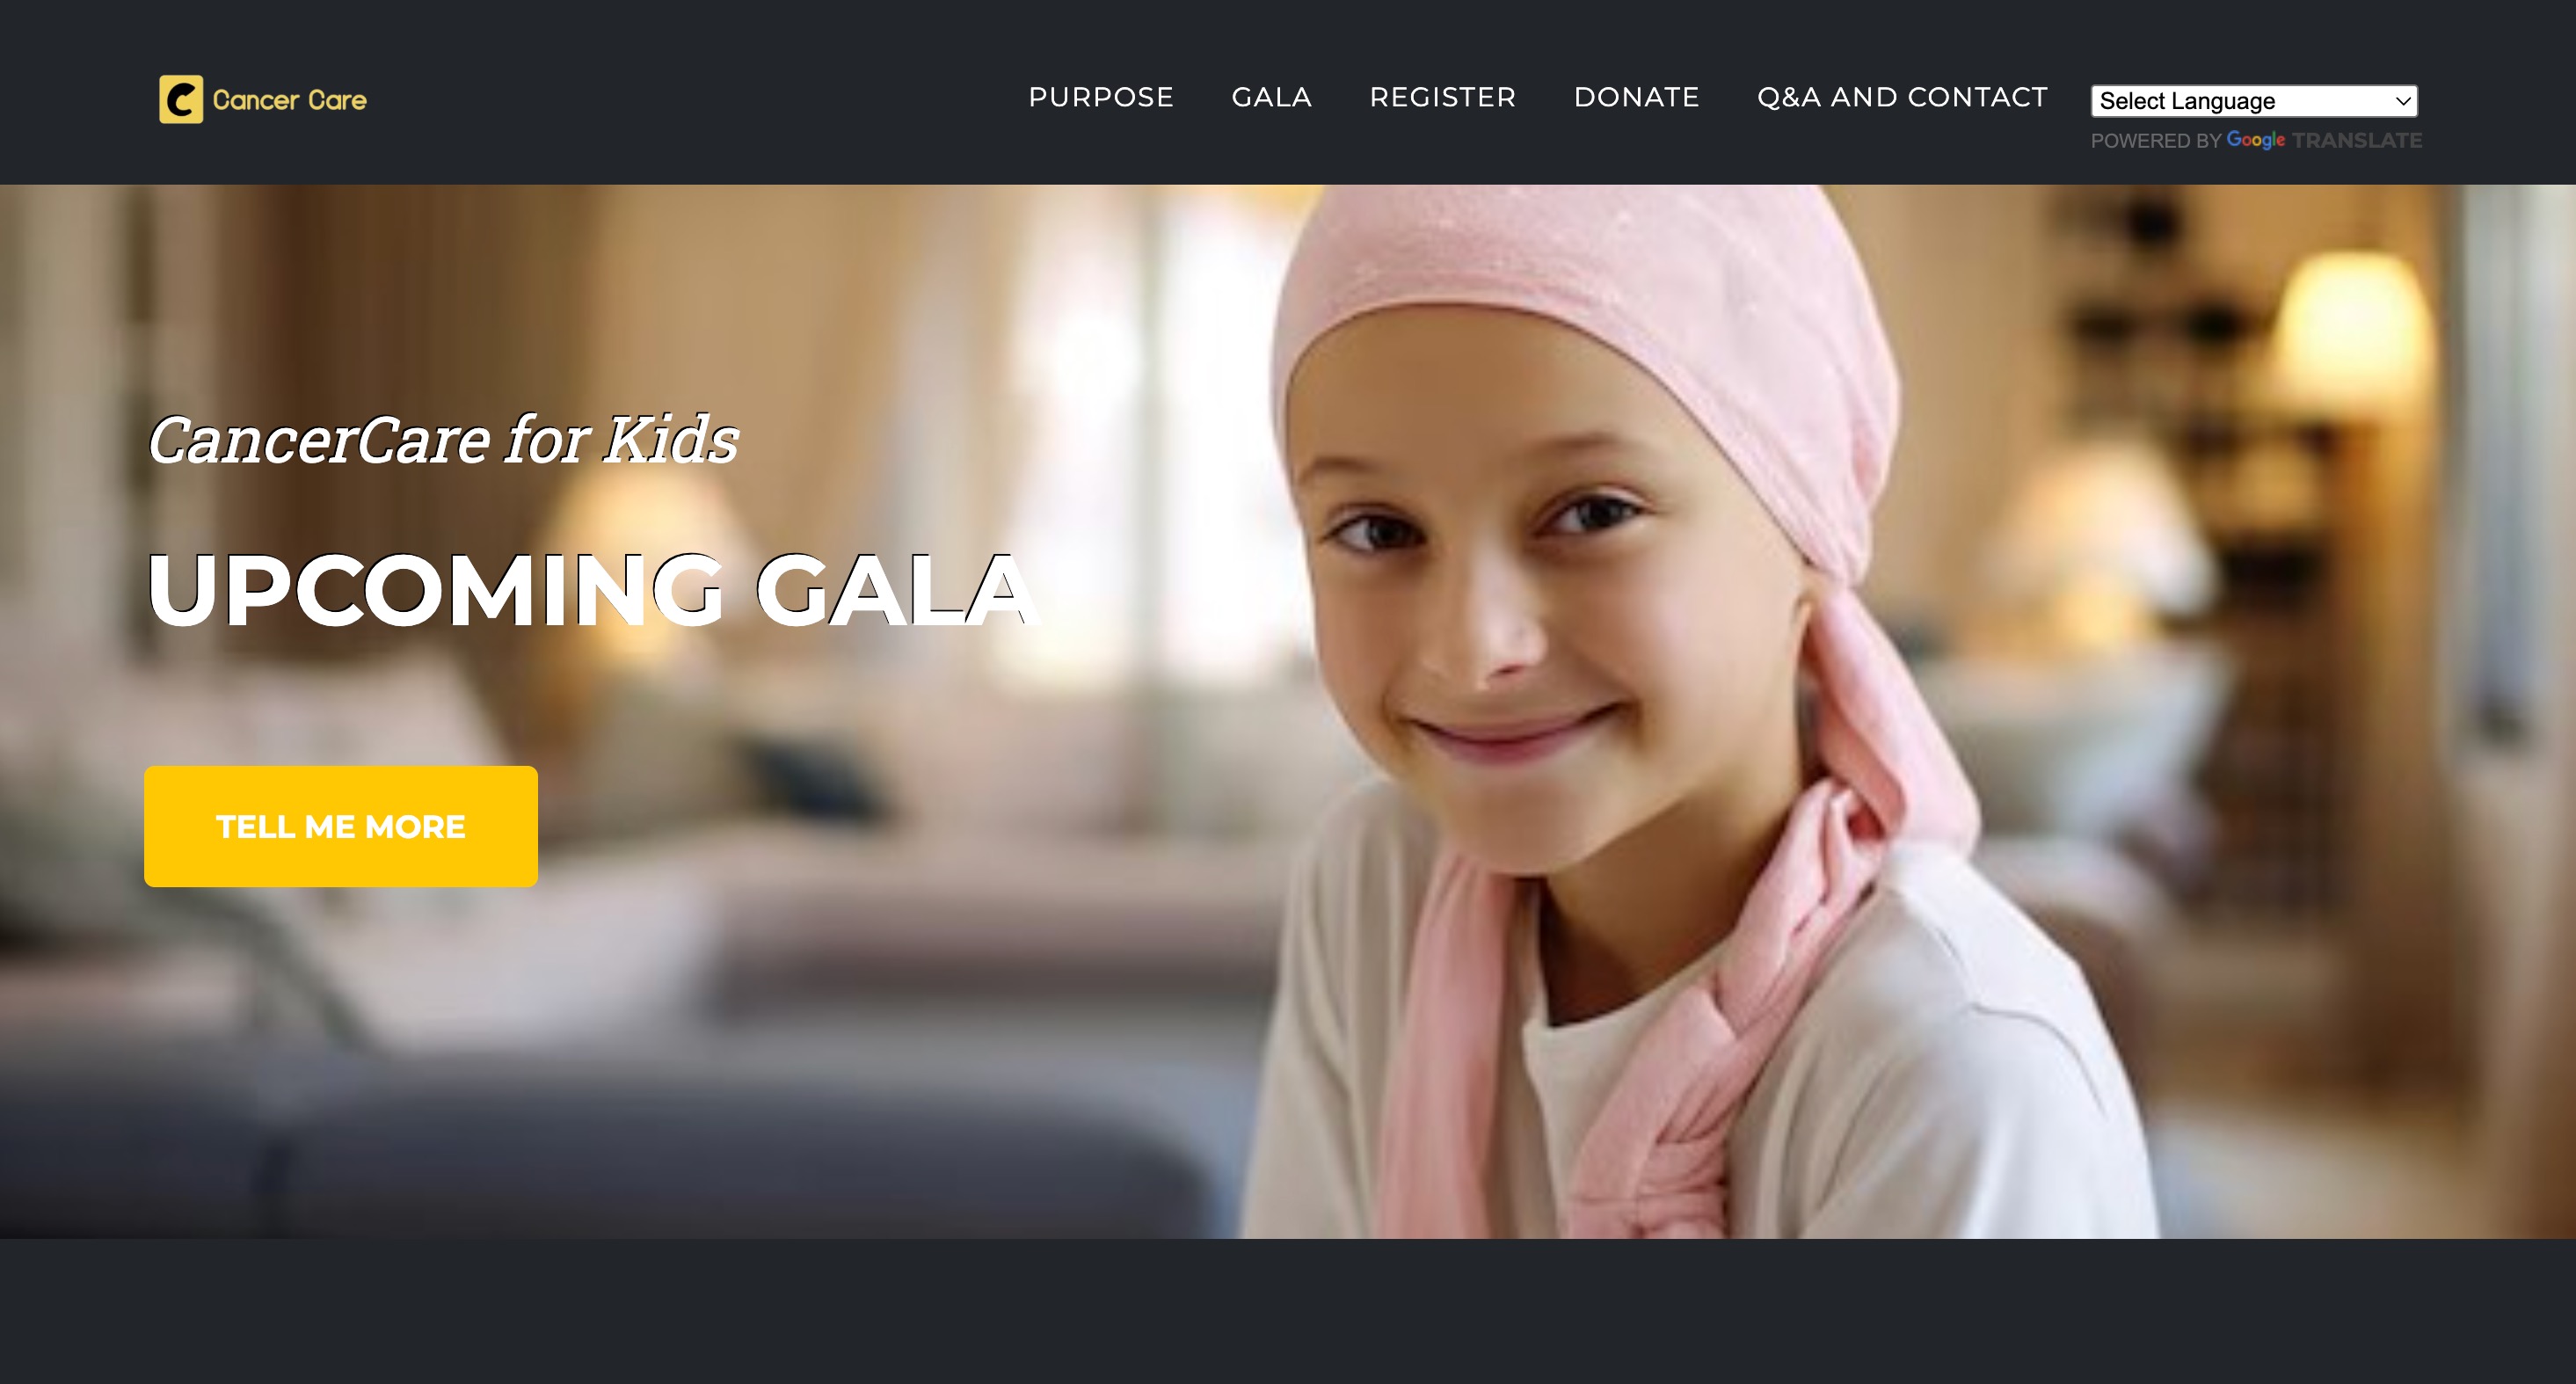 C Cancer Care
PURPOSE
GALA
REGISTER
DONATE
Q&A AND CONTACT
Select Language
POWERED BY Google TRANSLATE
CancerCare for Kids
UPCOMING GALA
TELL ME MORE